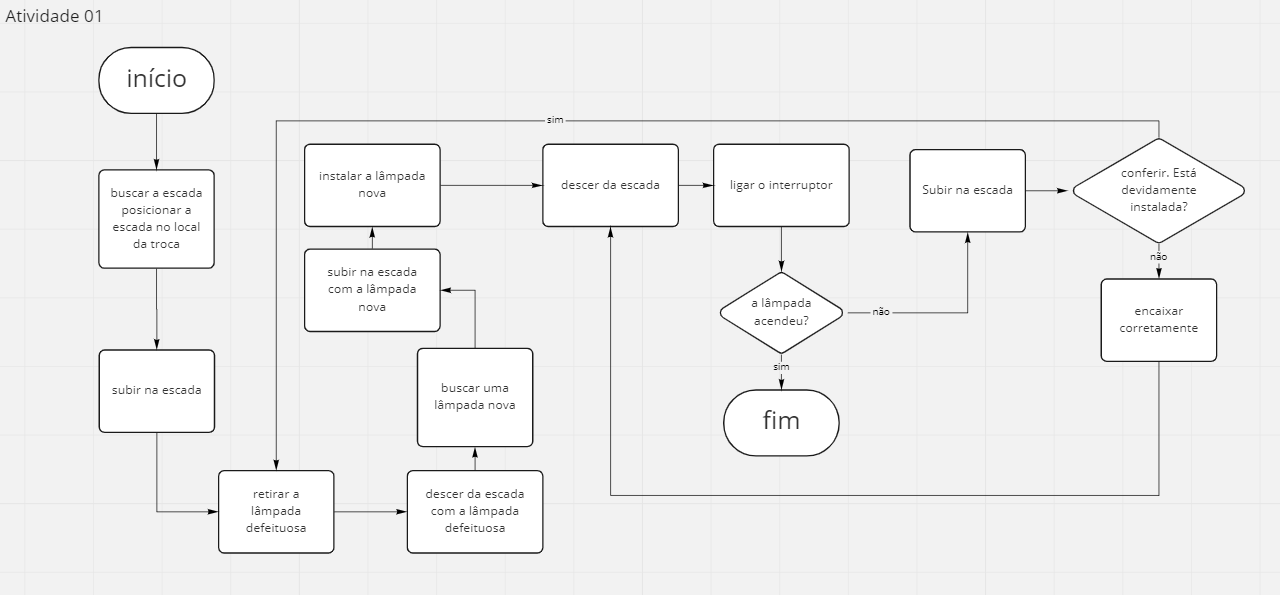 Atividade 01
início
buscar a escada
posicionar a
escada no local
da troca
subir na escada
retirar a
lâmpada
defeituosa
descer da escada
com a lâmpada
defeituosa
buscar uma
lâmpada nova
subir na escada
com a lâmpada
nova
instalar a lâmpada
nova
descer da escada
ligar o interruptor
a lâmpada
acendeu?
sim
fim
não
Subir na escada
conferir. Está
devidamente
instalada?
sim
não
encaixar
corretamente